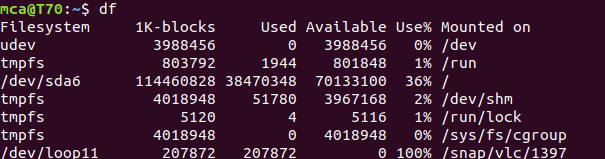 mca@T70:~$ df
Filesystem     1K-blocks     Used Available Use% Mounted on
udev             3988456        0   3988456   0% /dev
tmpfs             803792     1944    801848   1% /run
/dev/sda6      114460828 38470348  70133100  36% /
tmpfs            4018948    51780   3967168   2% /dev/shm
tmpfs               5120        4      5116   1% /run/lock
tmpfs            4018948        0   4018948   0% /sys/fs/cgroup
/dev/loop11       207872   207872         0 100% /snap/vlc/1397